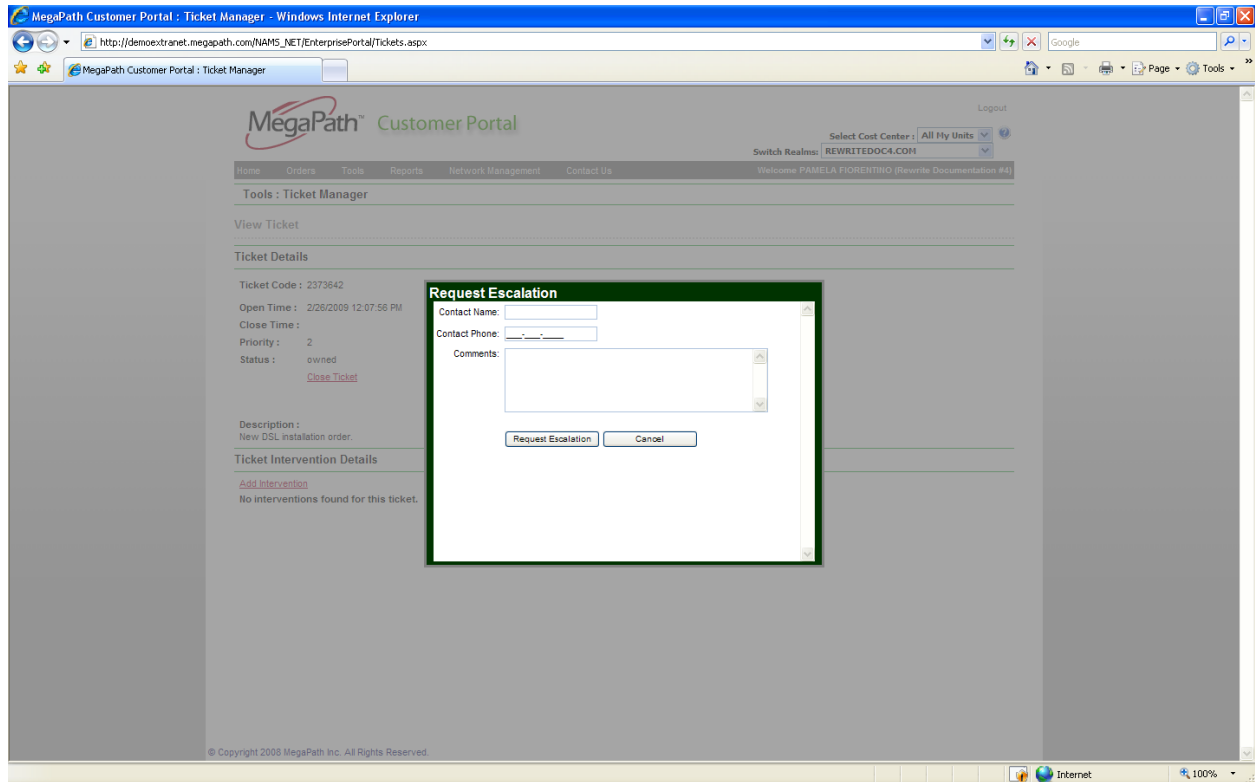 MegaPath Customer Portal : Ticket Manager - Windows Internet Explorer
http://demoextranet.megapath.com/NAMS_NET/EnterprisePortal/Tickets.aspx
Google
MegaPath Customer Portal : Ticket Manager
Page
Tools
»
MegaPath™ Customer Portal
Logout
Select Cost Center : All My Units
Switch Realms: REWRITEDOC4.COM
Home Orders Tools Reports Network Management Contact Us Welcome PAMELA FIORENTINO (Rewrite Documentation #4)
Tools : Ticket Manager
View Ticket
Ticket Details
Ticket Code : 2373642
Open Time : 2/26/2009 12:07:56 PM
Close Time :
Priority : 2
Status : owned
Close Ticket
Description :
New DSL installation order.
Ticket Intervention Details
Add Intervention
No interventions found for this ticket.
Request Escalation
Contact Name:
Contact Phone: ___-___-____
Comments:
Request Escalation Cancel
© Copyright 2008 MegaPath Inc. All Rights Reserved.
Internet 100%